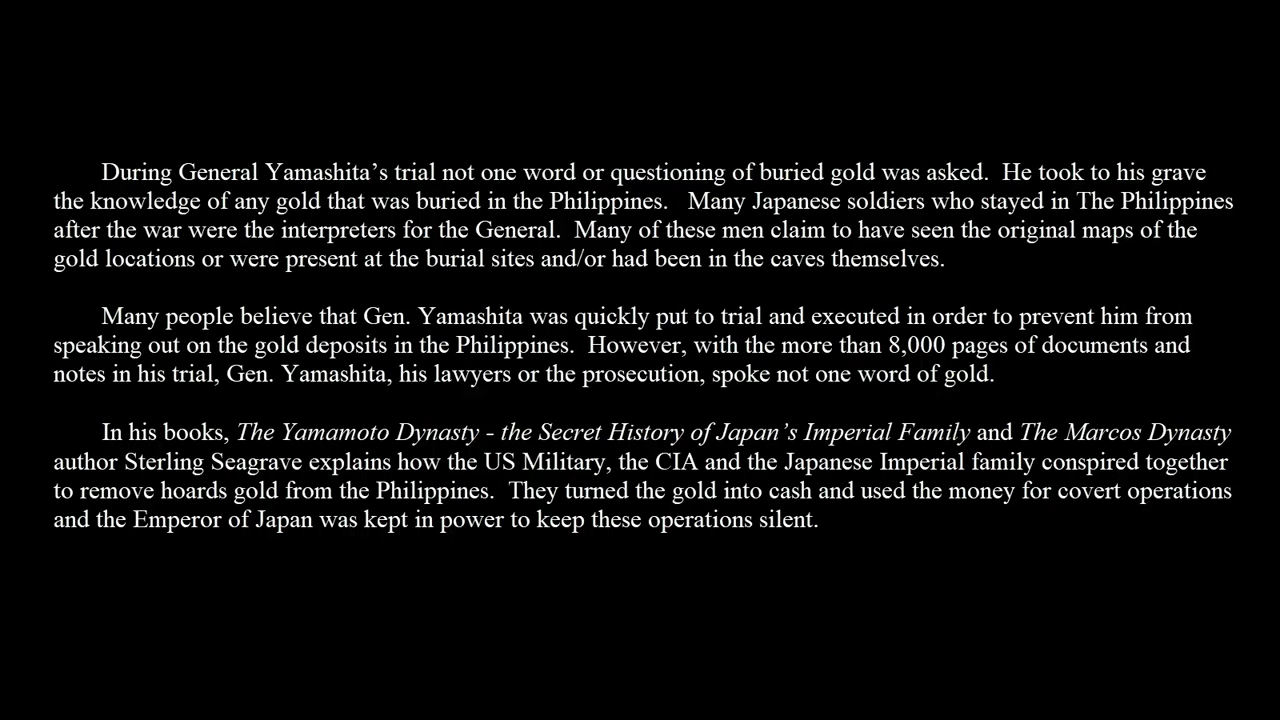 During General Yamashita’s trial not one word or questioning of buried gold was asked.  He took to his grave
the knowledge of any gold that was buried in the Philippines.   Many Japanese soldiers who stayed in The Philippines
after the war were the interpreters for the General.  Many of these men claim to have seen the original maps of the
gold locations or were present at the burial sites and/or had been in the caves themselves.
Many people believe that Gen. Yamashita was quickly put to trial and executed in order to prevent him from
speaking out on the gold deposits in the Philippines.  However, with the more than 8,000 pages of documents and
notes in his trial, Gen. Yamashita, his lawyers or the prosecution, spoke not one word of gold.
In his books, The Yamamoto Dynasty - the Secret History of Japan’s Imperial Family and The Marcos Dynasty
author Sterling Seagrave explains how the US Military, the CIA and the Japanese Imperial family conspired together
to remove hoards gold from the Philippines.  They turned the gold into cash and used the money for covert operations
and the Emperor of Japan was kept in power to keep these operations silent.